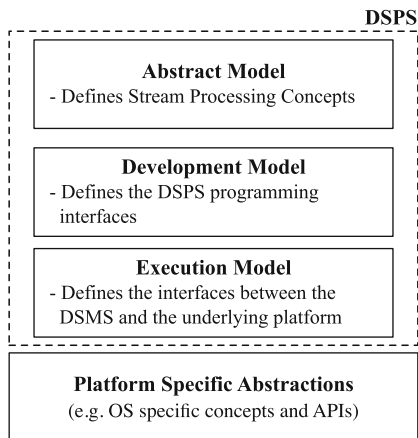 DSPS
Abstract Model
- Defines Stream Processing Concepts
Development Model
- Defines the DSPS programming
interfaces
Execution Model
- Defines the interfaces between the
DSMS and the underlying platform
Platform Specific Abstractions
(e.g. OS specific concepts and APIs)